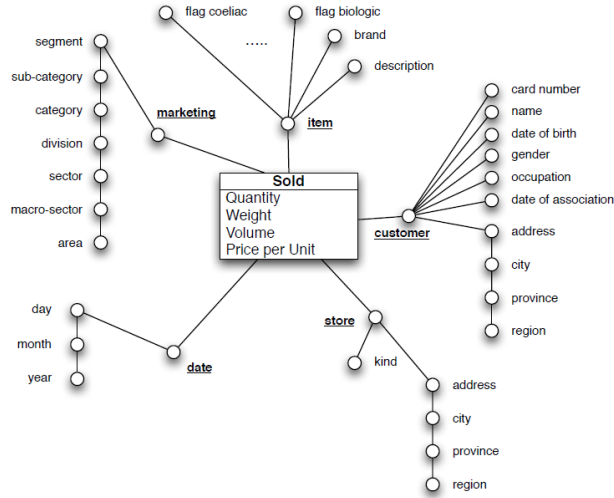 flag coeliac
flag biologic
.....
brand
description
segment
sub-category
category
division
sector
macro-sector
area
marketing
item
Sold
Quantity
Weight
Volume
Price per Unit
card number
name
date of birth
gender
occupation
date of association
customer
address
city
province
region
day
month
year
date
store
kind
address
city
province
region